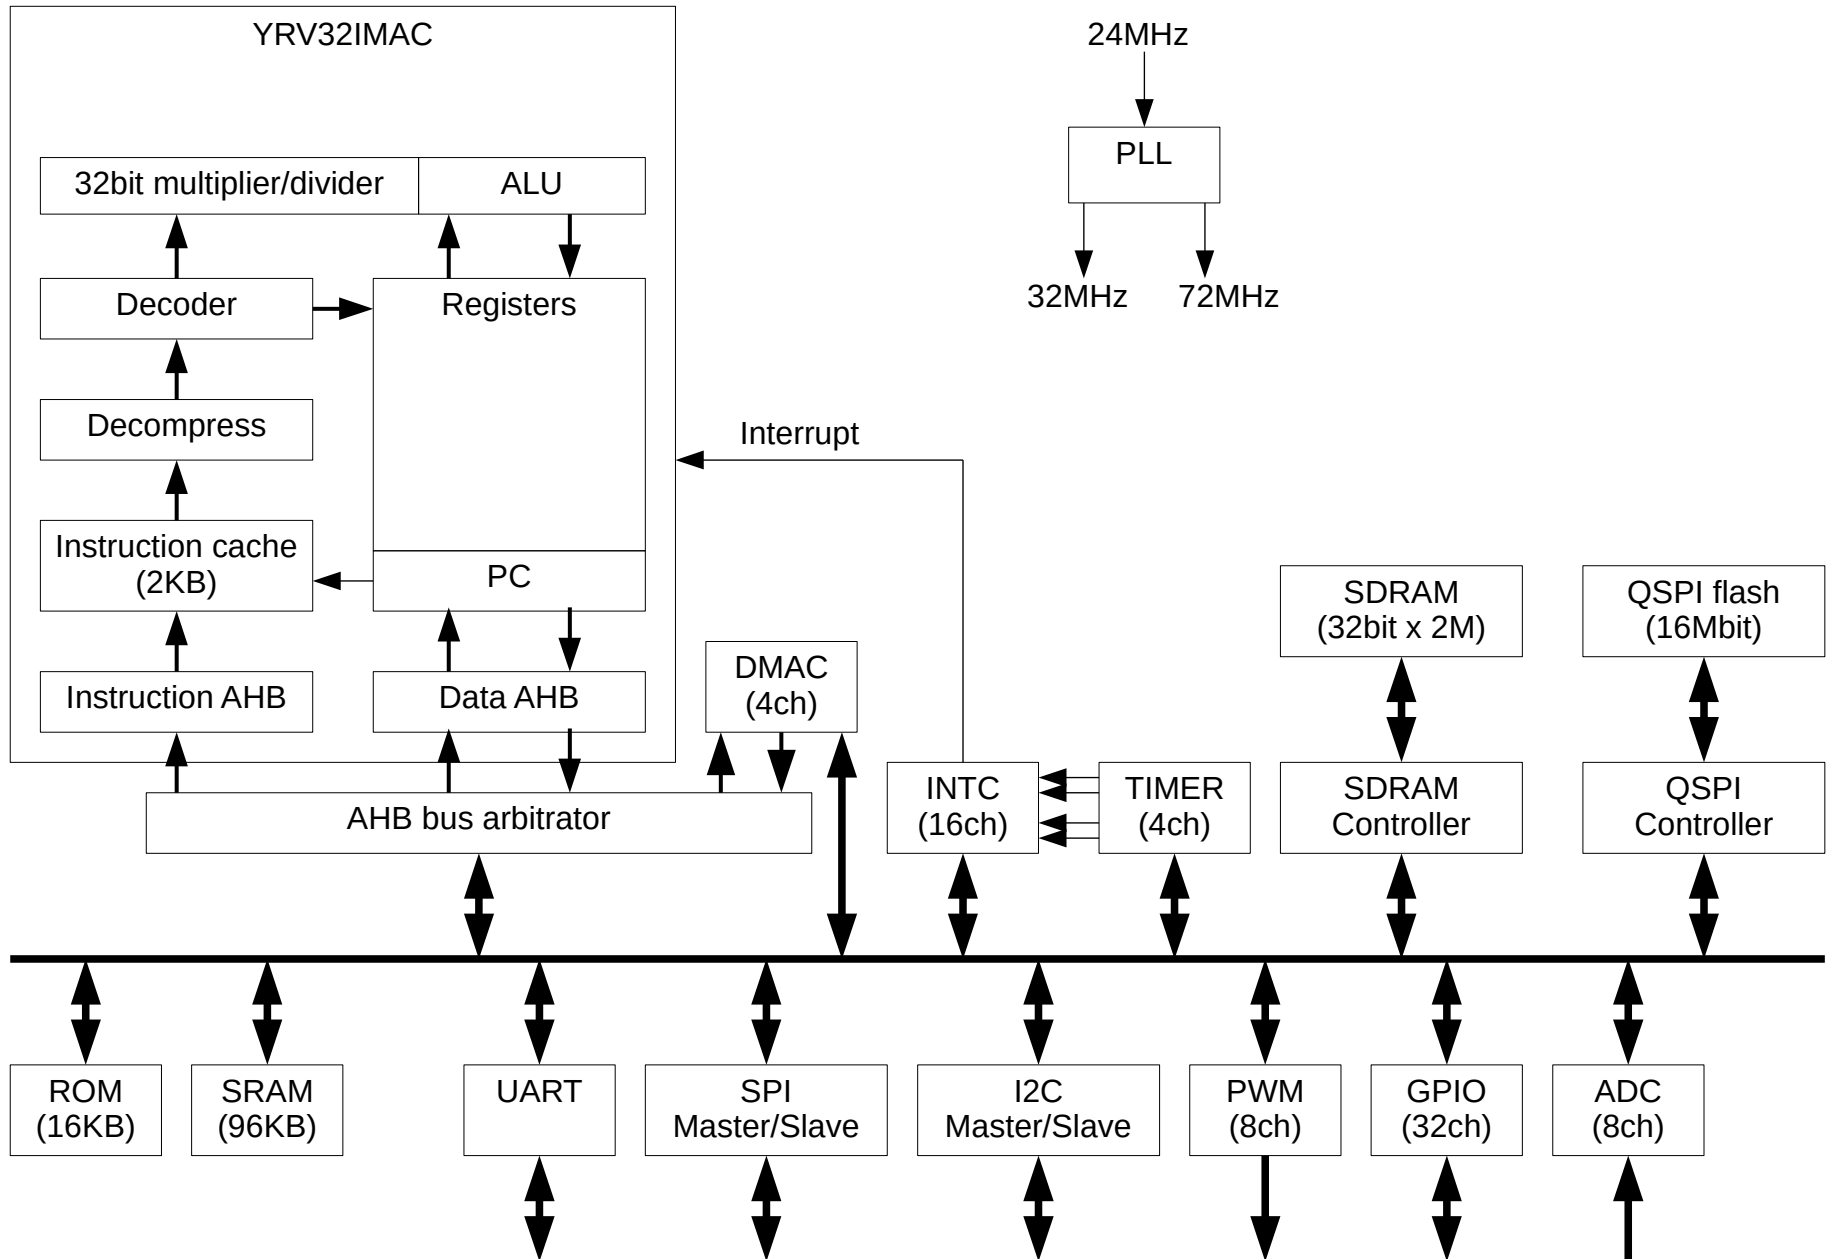 YRV32IMAC
24MHz
PLL
32bit multiplier/divider
ALU
32MHz
72MHz
Decoder
Registers
Decompress
Interrupt
Instruction cache
(2KB)
PC
SDRAM
(32bit x 2M)
QSPI flash
(16Mbit)
Instruction AHB
Data AHB
DMAC
(4ch)
AHB bus arbitrator
INTC
(16ch)
TIMER
(4ch)
SDRAM
Controller
QSPI
Controller
ROM
(16KB)
SRAM
(96KB)
UART
SPI
Master/Slave
I2C
Master/Slave
PWM
(8ch)
GPIO
(32ch)
ADC
(8ch)